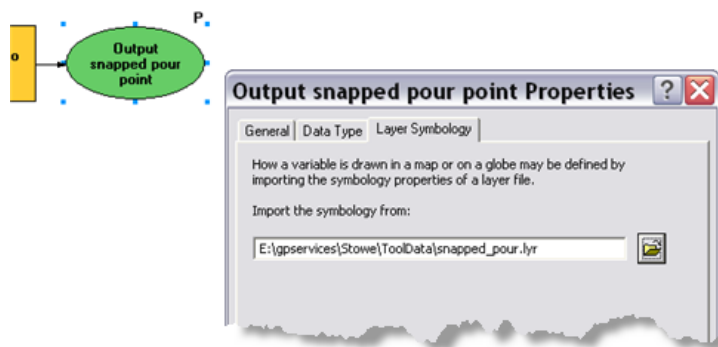 P
o
Output
snapped pour
point
Output snapped pour point Properties
General Data Type Layer Symbology
How a variable is drawn in a map or on a globe may be defined by
importing the symbology properties of a layer file.
Import the symbology from:
E:\gpservices\Stowe\ToolData\snapped_pour.lyr